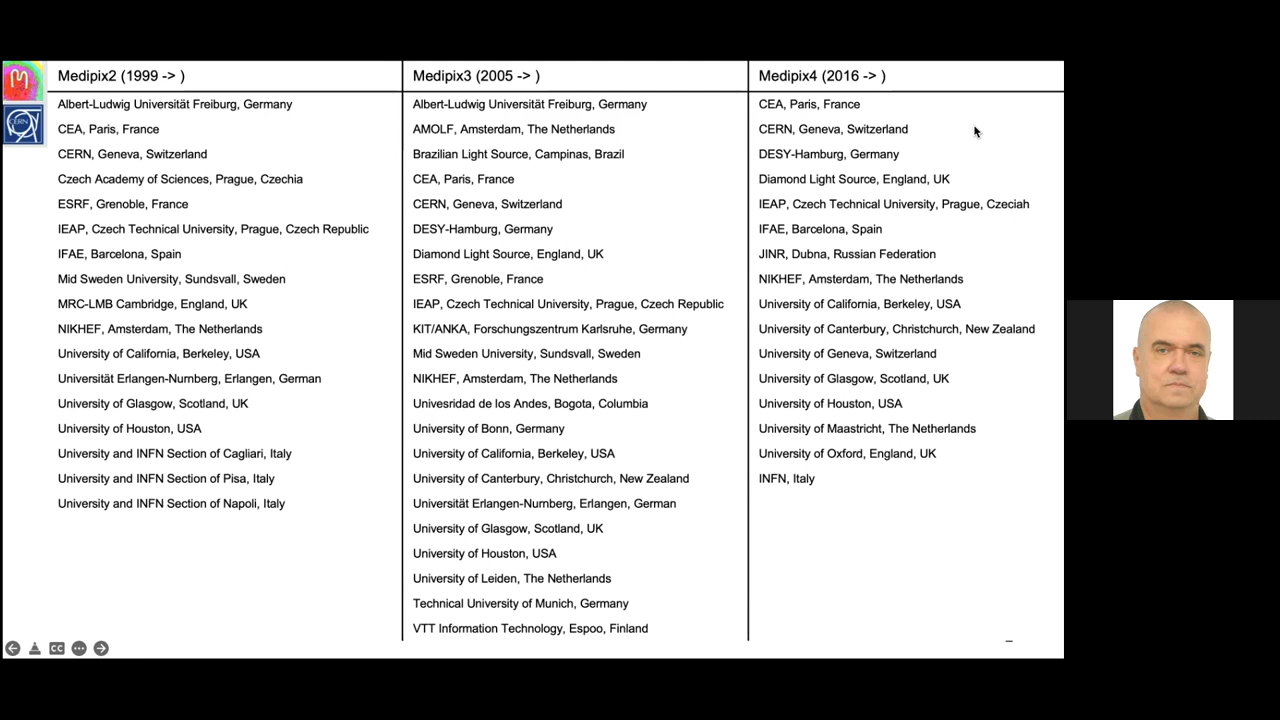 Medipix2 (1999 -> )
Albert-Ludwig Universität Freiburg, Germany
CEA, Paris, France
CERN, Geneva, Switzerland
Czech Academy of Sciences, Prague, Czechia
ESRF, Grenoble, France
IEAP, Czech Technical University, Prague, Czech Republic
IFAE, Barcelona, Spain
Mid Sweden University, Sundsvall, Sweden
MRC-LMB Cambridge, England, UK
NIKHEF, Amsterdam, The Netherlands
University of California, Berkeley, USA
Universität Erlangen-Nurnberg, Erlangen, German
University of Glasgow, Scotland, UK
University of Houston, USA
University and INFN Section of Cagliari, Italy
University and INFN Section of Pisa, Italy
University and INFN Section of Napoli, Italy
Medipix3 (2005 -> )
Albert-Ludwig Universität Freiburg, Germany
AMOLF, Amsterdam, The Netherlands
Brazilian Light Source, Campinas, Brazil
CEA, Paris, France
CERN, Geneva, Switzerland
DESY-Hamburg, Germany
Diamond Light Source, England, UK
ESRF, Grenoble, France
IEAP, Czech Technical University, Prague, Czech Republic
KIT/ANKA, Forschungszentrum Karlsruhe, Germany
Mid Sweden University, Sundsvall, Sweden
NIKHEF, Amsterdam, The Netherlands
Univesridad de los Andes, Bogota, Columbia
University of Bonn, Germany
University of California, Berkeley, USA
University of Canterbury, Christchurch, New Zealand
Universität Erlangen-Nurnberg, Erlangen, German
University of Glasgow, Scotland, UK
University of Houston, USA
University of Leiden, The Netherlands
Technical University of Munich, Germany
VTT Information Technology, Espoo, Finland
Medipix4 (2016 -> )
CEA, Paris, France
CERN, Geneva, Switzerland
DESY-Hamburg, Germany
Diamond Light Source, England, UK
IEAP, Czech Technical University, Prague, Czeciah
IFAE, Barcelona, Spain
JINR, Dubna, Russian Federation
NIKHEF, Amsterdam, The Netherlands
University of California, Berkeley, USA
University of Canterbury, Christchurch, New Zealand
University of Geneva, Switzerland
University of Glasgow, Scotland, UK
University of Houston, USA
University of Maastricht, The Netherlands
University of Oxford, England, UK
INFN, Italy
M
CERN
CC